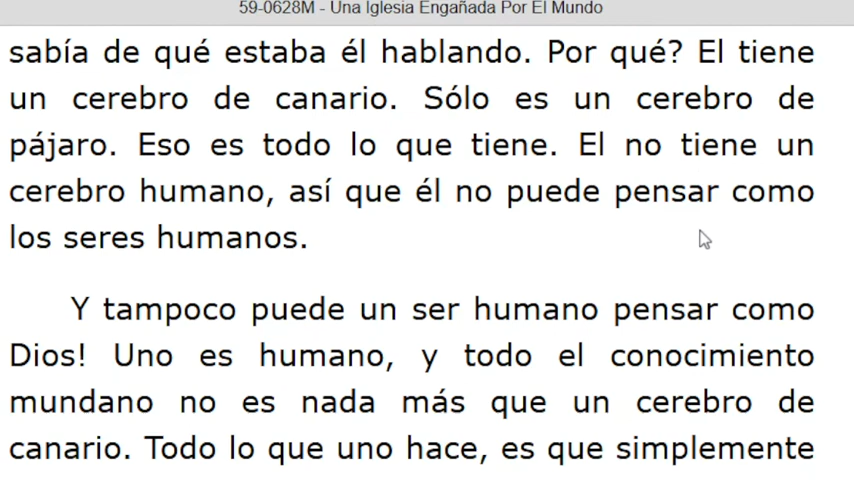 59-0628M - Una Iglesia Engañada Por El Mundo
sabía de qué estaba él hablando. Por qué? El tiene
un cerebro de canario. Sólo es un cerebro de
pájaro. Eso es todo lo que tiene. El no tiene un
cerebro humano, así que él no puede pensar como
los seres humanos.
Y tampoco puede un ser humano pensar como
Dios! Uno es humano, y todo el conocimiento
mundano no es nada más que un cerebro de
canario. Todo lo que uno hace, es que simplemente